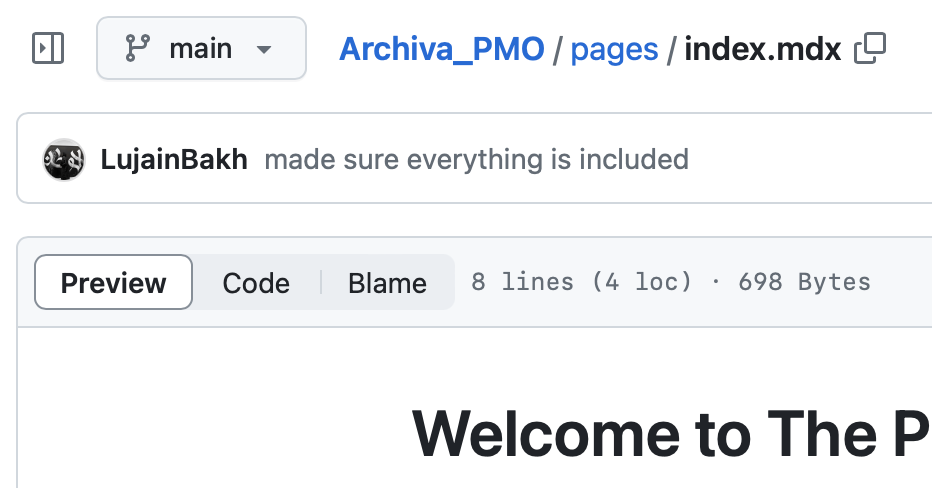 main Archiva_PMO / pages / index.mdx
LujainBakh made sure everything is included
Preview Code Blame 8 lines (4 loc) · 698 Bytes
Welcome to The P